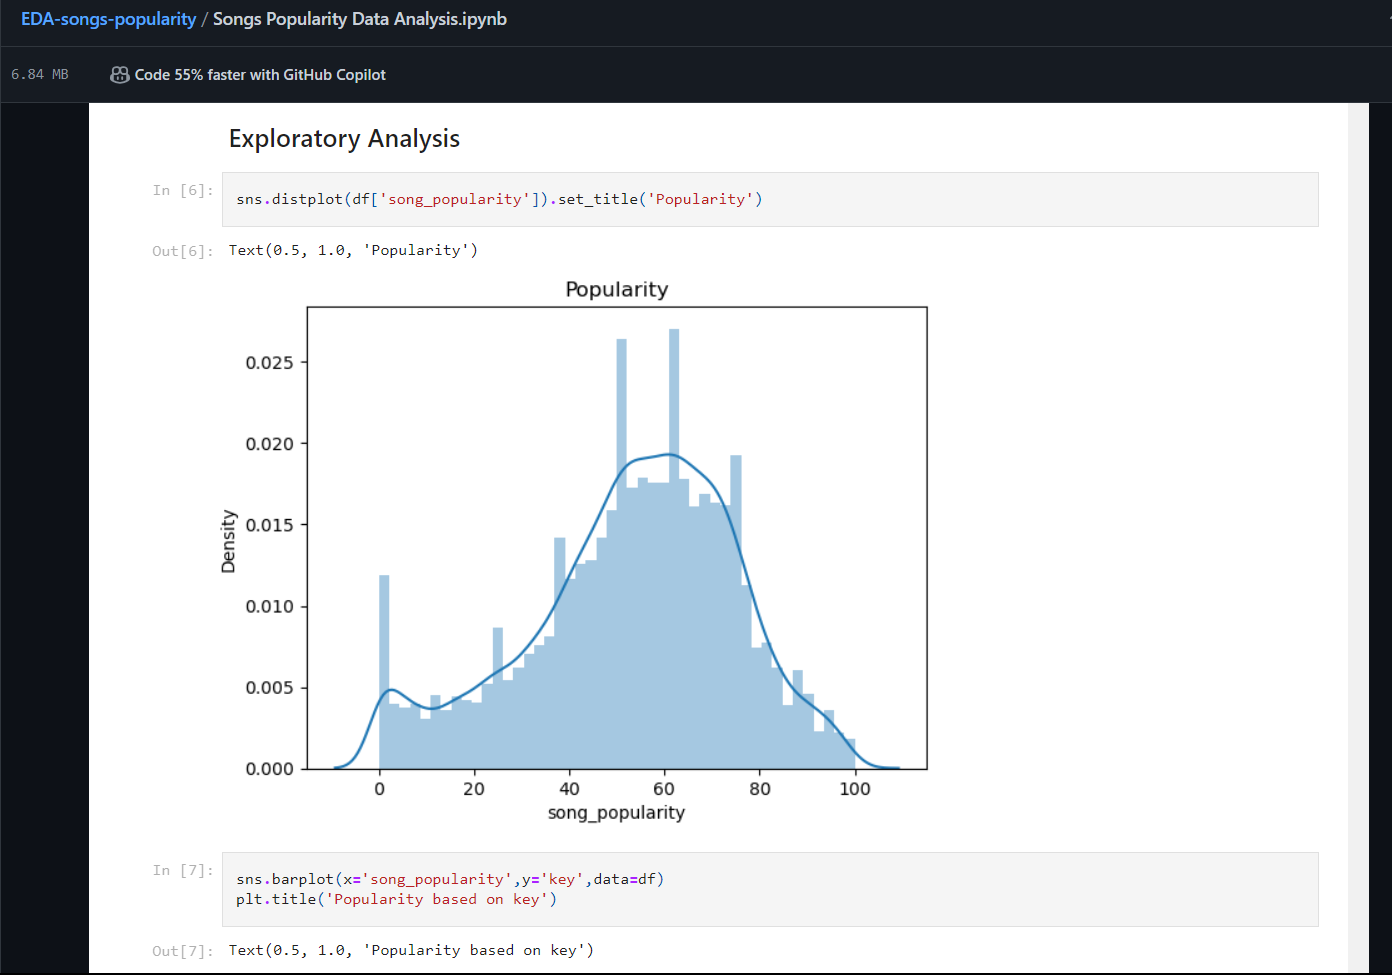 EDA-songs-popularity / Songs Popularity Data Analysis.ipynb
6.84 MB
Code 55% faster with GitHub Copilot
Exploratory Analysis
In [6]:
sns.distplot(df['song_popularity']).set_title('Popularity')
Out[6]: Text(0.5, 1.0, 'Popularity')
Popularity
0.025
0.020
0.015
0.010
0.005
0.000
Density
0 20 40 60 80 100
song_popularity
In [7]:
sns.barplot(x='song_popularity',y='key',data=df)
plt.title('Popularity based on key')
Out[7]: Text(0.5, 1.0, 'Popularity based on key')